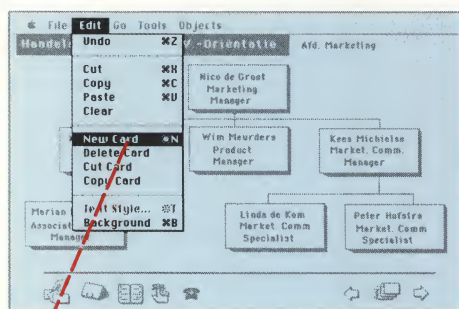 File Edit Go Tools Objects
Handels V-Orientatie Afd. Marketing
Undo ⌘Z
Cut ⌘X
Copy ⌘C
Paste ⌘V
Clear
New Card ⌘N
Delete Card
Cut Card
Copy Card
Text Style... ⌘T
Background ⌘B
Nico de Groot
Marketing
Manager
Wim Meurders
Product
Manager
Kees Michielse
Market. Comm.
Manager
Marian
Associat
Manage
Linda de Kom
Market. Comm
Specialist
Peter Hofstra
Market. Comm
Specialist